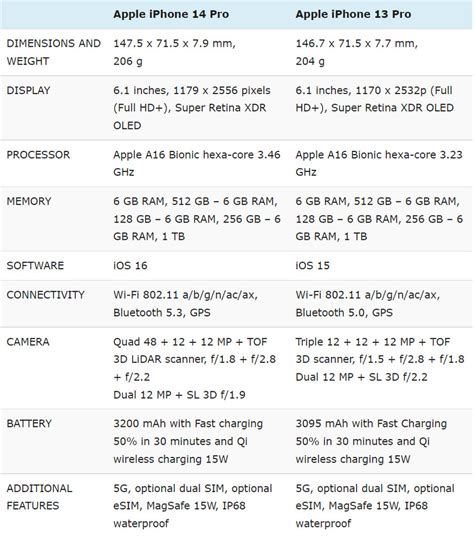 Apple iPhone 14 Pro Apple iPhone 13 Pro
DIMENSIONS AND 147.5 x 71.5 x 7.9 mm, 146.7 x 71.5 x 7.7 mm,
WEIGHT 206 g 204 g
DISPLAY 6.1 inches, 1179 x 2556 pixels 6.1 inches, 1170 x 2532p (Full
(Full HD+), Super Retina XDR HD+), Super Retina XDR
OLED OLED
PROCESSOR Apple A16 Bionic hexa-core 3.46 Apple A16 Bionic hexa-core 3.23
GHz GHz
MEMORY 6 GB RAM, 512 GB – 6 GB RAM, 6 GB RAM, 512 GB – 6 GB RAM,
128 GB – 6 GB RAM, 256 GB – 6 128 GB – 6 GB RAM, 256 GB – 6
GB RAM, 1 TB GB RAM, 1 TB
SOFTWARE iOS 16 iOS 15
CONNECTIVITY Wi-Fi 802.11 a/b/g/n/ac/ax, Wi-Fi 802.11 a/b/g/n/ac/ax,
Bluetooth 5.3, GPS Bluetooth 5.0, GPS
CAMERA Quad 48 + 12 + 12 MP + TOF Triple 12 + 12 + 12 MP + TOF
3D LiDAR scanner, f/1.8 + f/2.8 3D scanner, f/1.5 + f/2.8 + f/1.8
+ f/2.2 Dual 12 MP + SL 3D f/2.2
Dual 12 MP + SL 3D f/1.9
BATTERY 3200 mAh with Fast charging 3095 mAh with Fast Charging
50% in 30 minutes and Qi 50% in 30 minutes and Qi
wireless charging 15W wireless charging 15W
ADDITIONAL 5G, optional dual SIM, optional 5G, optional dual SIM, optional
FEATURES eSIM, MagSafe 15W, IP68 eSIM, MagSafe 15W, IP68
waterproof waterproof